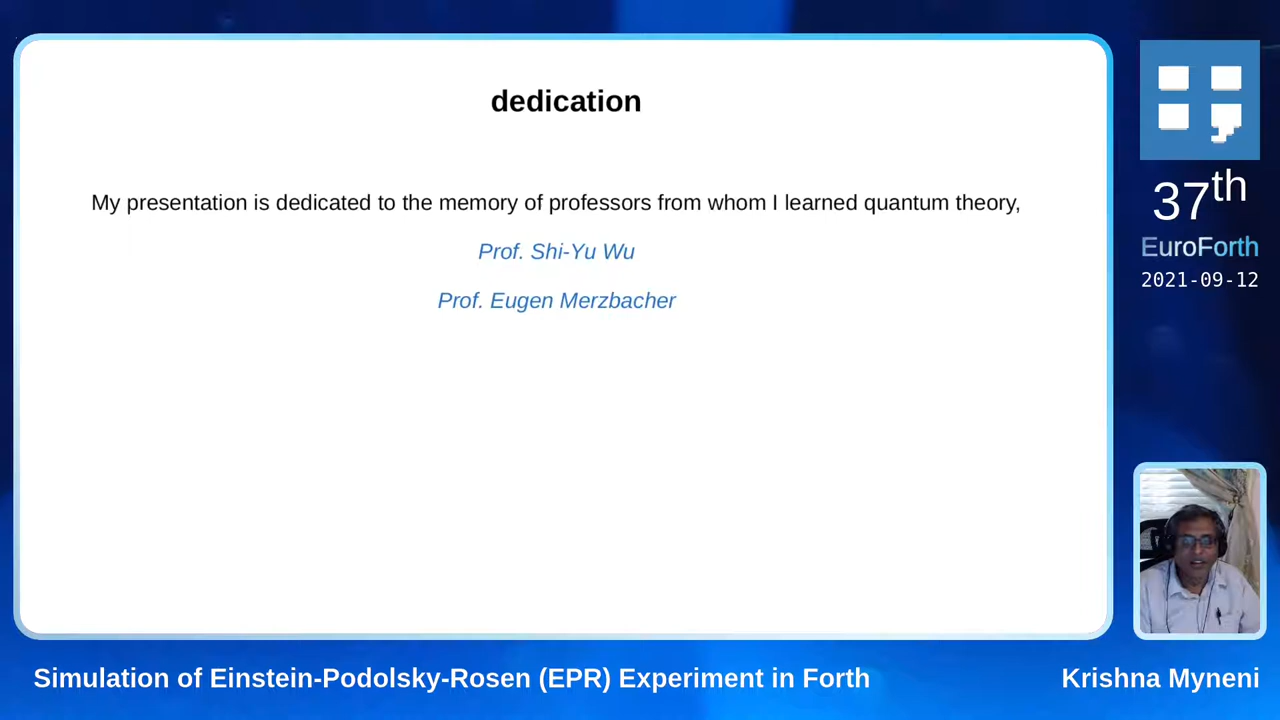 dedication
My presentation is dedicated to the memory of professors from whom I learned quantum theory,
Prof. Shi-Yu Wu
Prof. Eugen Merzbacher
37th
EuroForth
2021-09-12
Simulation of Einstein-Podolsky-Rosen (EPR) Experiment in Forth
Krishna Myneni